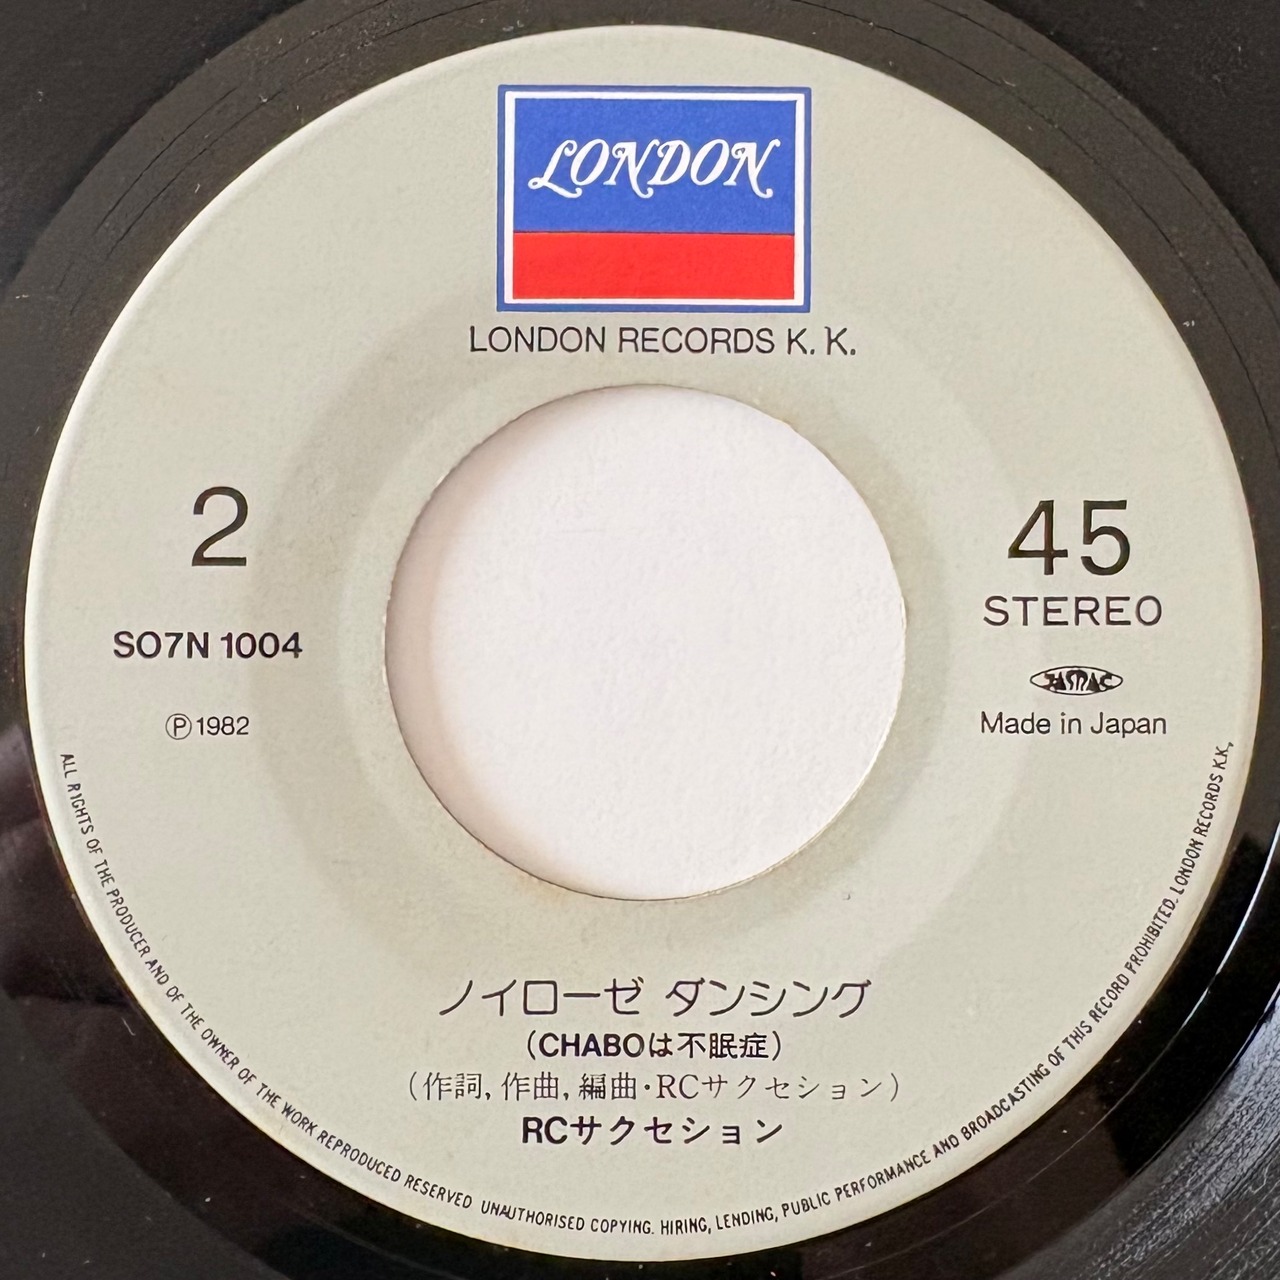 LONDON
LONDON RECORDS K. K.
2
45
STEREO
SO7N 1004
JASRAC
℗1982
Made in Japan
ノイローゼ ダンシング
(CHABOは不眠症)
(作詞, 作曲, 編曲・RCサクセション)
RCサクセション
ALL RIGHTS OF THE PRODUCER AND OF THE OWNER OF THE WORK REPRODUCED RESERVED UNAUTHORISED COPYING. HIRING, LENDING, PUBLIC PERFORMANCE AND BROADCASTING OF THIS RECORD PROHIBITED. LONDON RECORDS K.K.,